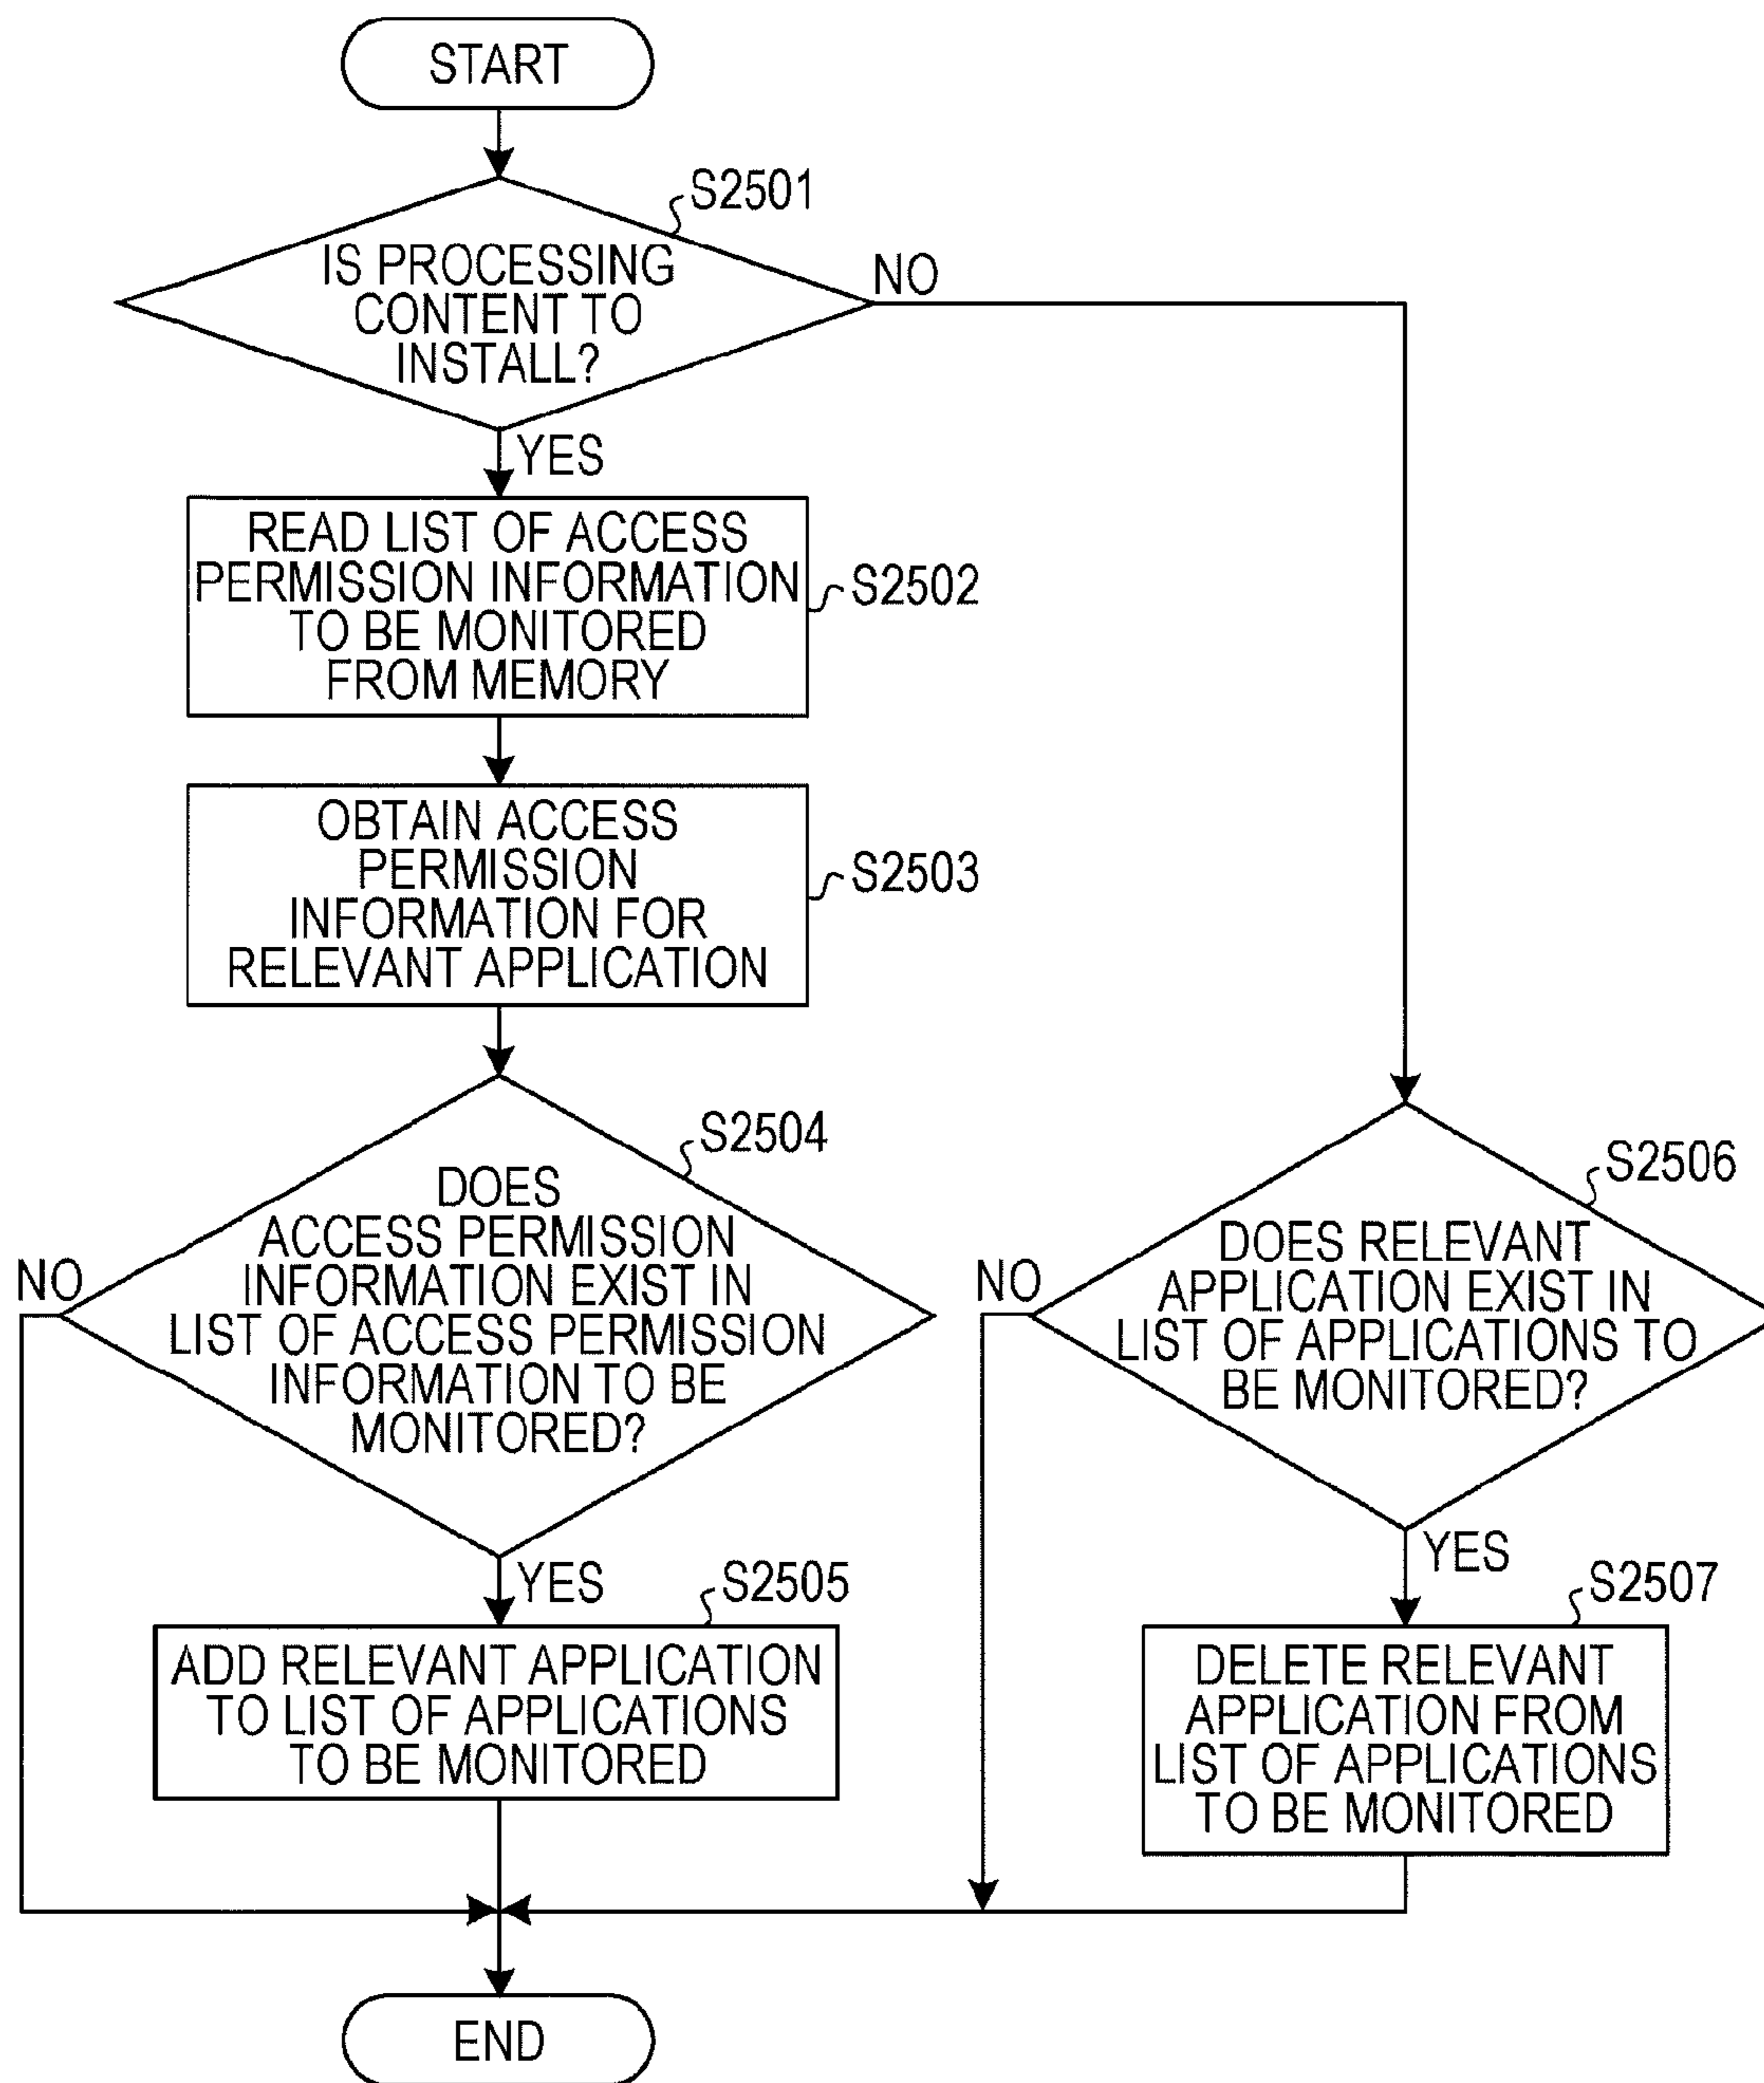 START
S2501
IS PROCESSING
CONTENT TO
INSTALL?
NO
YES
READ LIST OF ACCESS
PERMISSION INFORMATION
TO BE MONITORED
FROM MEMORY
S2502
OBTAIN ACCESS
PERMISSION
INFORMATION FOR
RELEVANT APPLICATION
S2503
S2504
DOES
ACCESS PERMISSION
INFORMATION EXIST IN
LIST OF ACCESS PERMISSION
INFORMATION TO BE
MONITORED?
NO
YES
S2505
ADD RELEVANT APPLICATION
TO LIST OF APPLICATIONS
TO BE MONITORED
S2506
DOES RELEVANT
APPLICATION EXIST IN
LIST OF APPLICATIONS TO
BE MONITORED?
NO
YES
S2507
DELETE RELEVANT
APPLICATION FROM
LIST OF APPLICATIONS
TO BE MONITORED
END